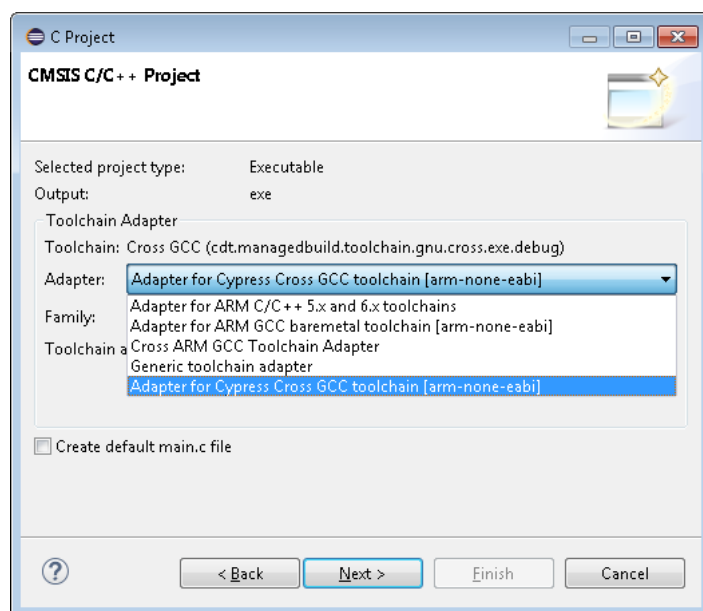 C Project
CMSIS C/C++ Project
Selected project type: Executable
Output: exe
Toolchain Adapter
Toolchain: Cross GCC (cdt.managedbuild.toolchain.gnu.cross.exe.debug)
Adapter: Adapter for Cypress Cross GCC toolchain [arm-none-eabi]
Adapter for ARM C/C++ 5.x and 6.x toolchains
Family: Adapter for ARM GCC baremetal toolchain [arm-none-eabi]
Toolchain a Cross ARM GCC Toolchain Adapter
Generic toolchain adapter
Adapter for Cypress Cross GCC toolchain [arm-none-eabi]
Create default main.c file
? < Back Next > Finish Cancel